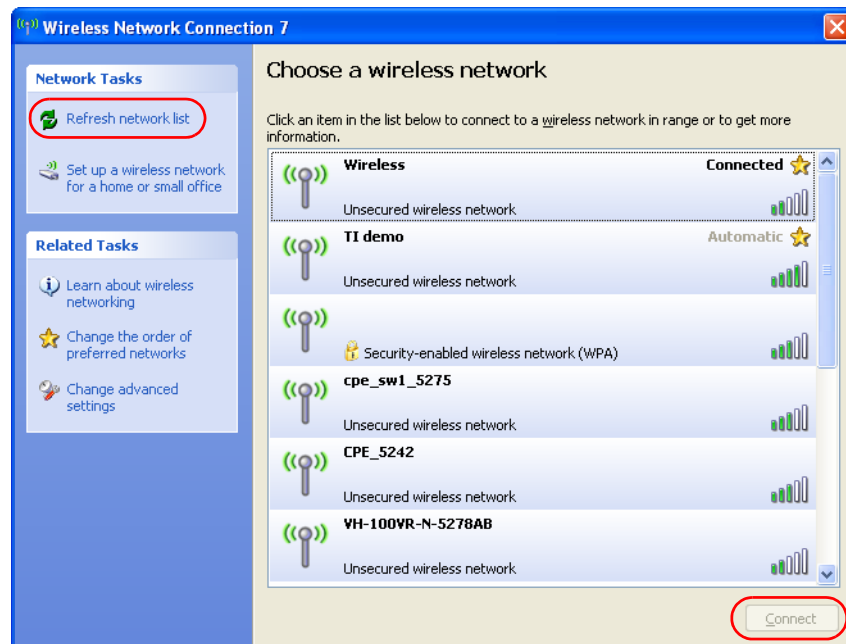 Wireless Network Connection 7
Network Tasks
Refresh network list
Set up a wireless network
for a home or small office
Related Tasks
Learn about wireless
networking
Change the order of
preferred networks
Change advanced
settings
Choose a wireless network
Click an item in the list below to connect to a wireless network in range or to get more
information.
Wireless Connected
Unsecured wireless network
TI demo Automatic
Unsecured wireless network
Security-enabled wireless network (WPA)
cpe_sw1_5275
Unsecured wireless network
CPE_5242
Unsecured wireless network
VH-100VR-N-5278AB
Unsecured wireless network
Connect